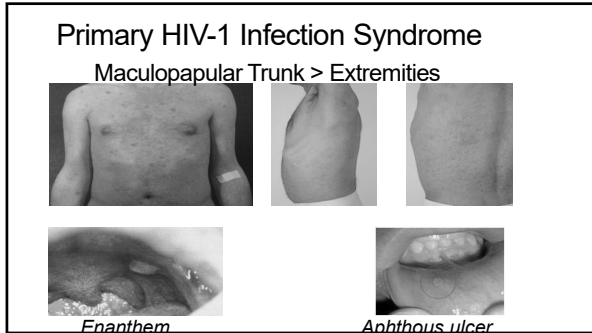 Primary HIV-1 Infection Syndrome
Maculopapular Trunk > Extremities
Enanthem
Aphthous ulcer